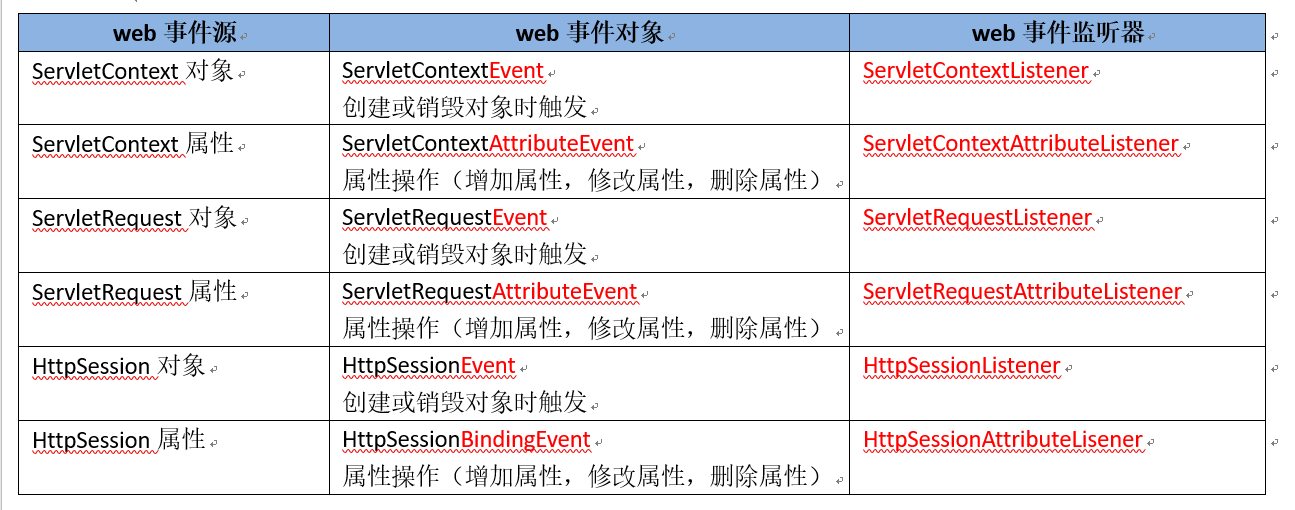 web 事件源 web 事件对象 web 事件监听器
ServletContext 对象 ServletContextEvent ServletContextListener
创建或销毁对象时触发
ServletContext 属性 ServletContextAttributeEvent ServletContextAttributeListener
属性操作（增加属性，修改属性，删除属性）
ServletRequest 对象 ServletRequestEvent ServletRequestListener
创建或销毁对象时触发
ServletRequest 属性 ServletRequestAttributeEvent ServletRequestAttributeListener
属性操作（增加属性，修改属性，删除属性）
HttpSession 对象 HttpSessionEvent HttpSessionListener
创建或销毁对象时触发
HttpSession 属性 HttpSessionBindingEvent HttpSessionAttributeLisener
属性操作（增加属性，修改属性，删除属性）